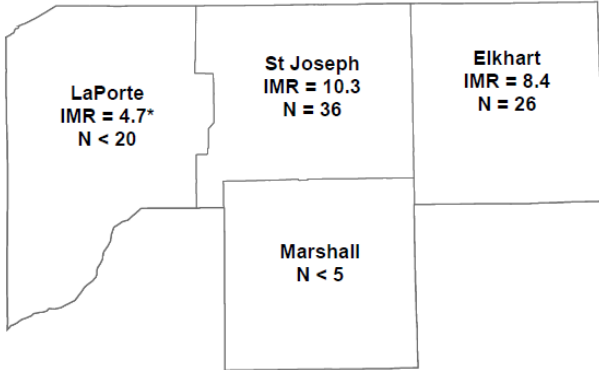 LaPorte
IMR = 4.7*
N < 20
St Joseph
IMR = 10.3
N = 36
Elkhart
IMR = 8.4
N = 26
Marshall
N < 5